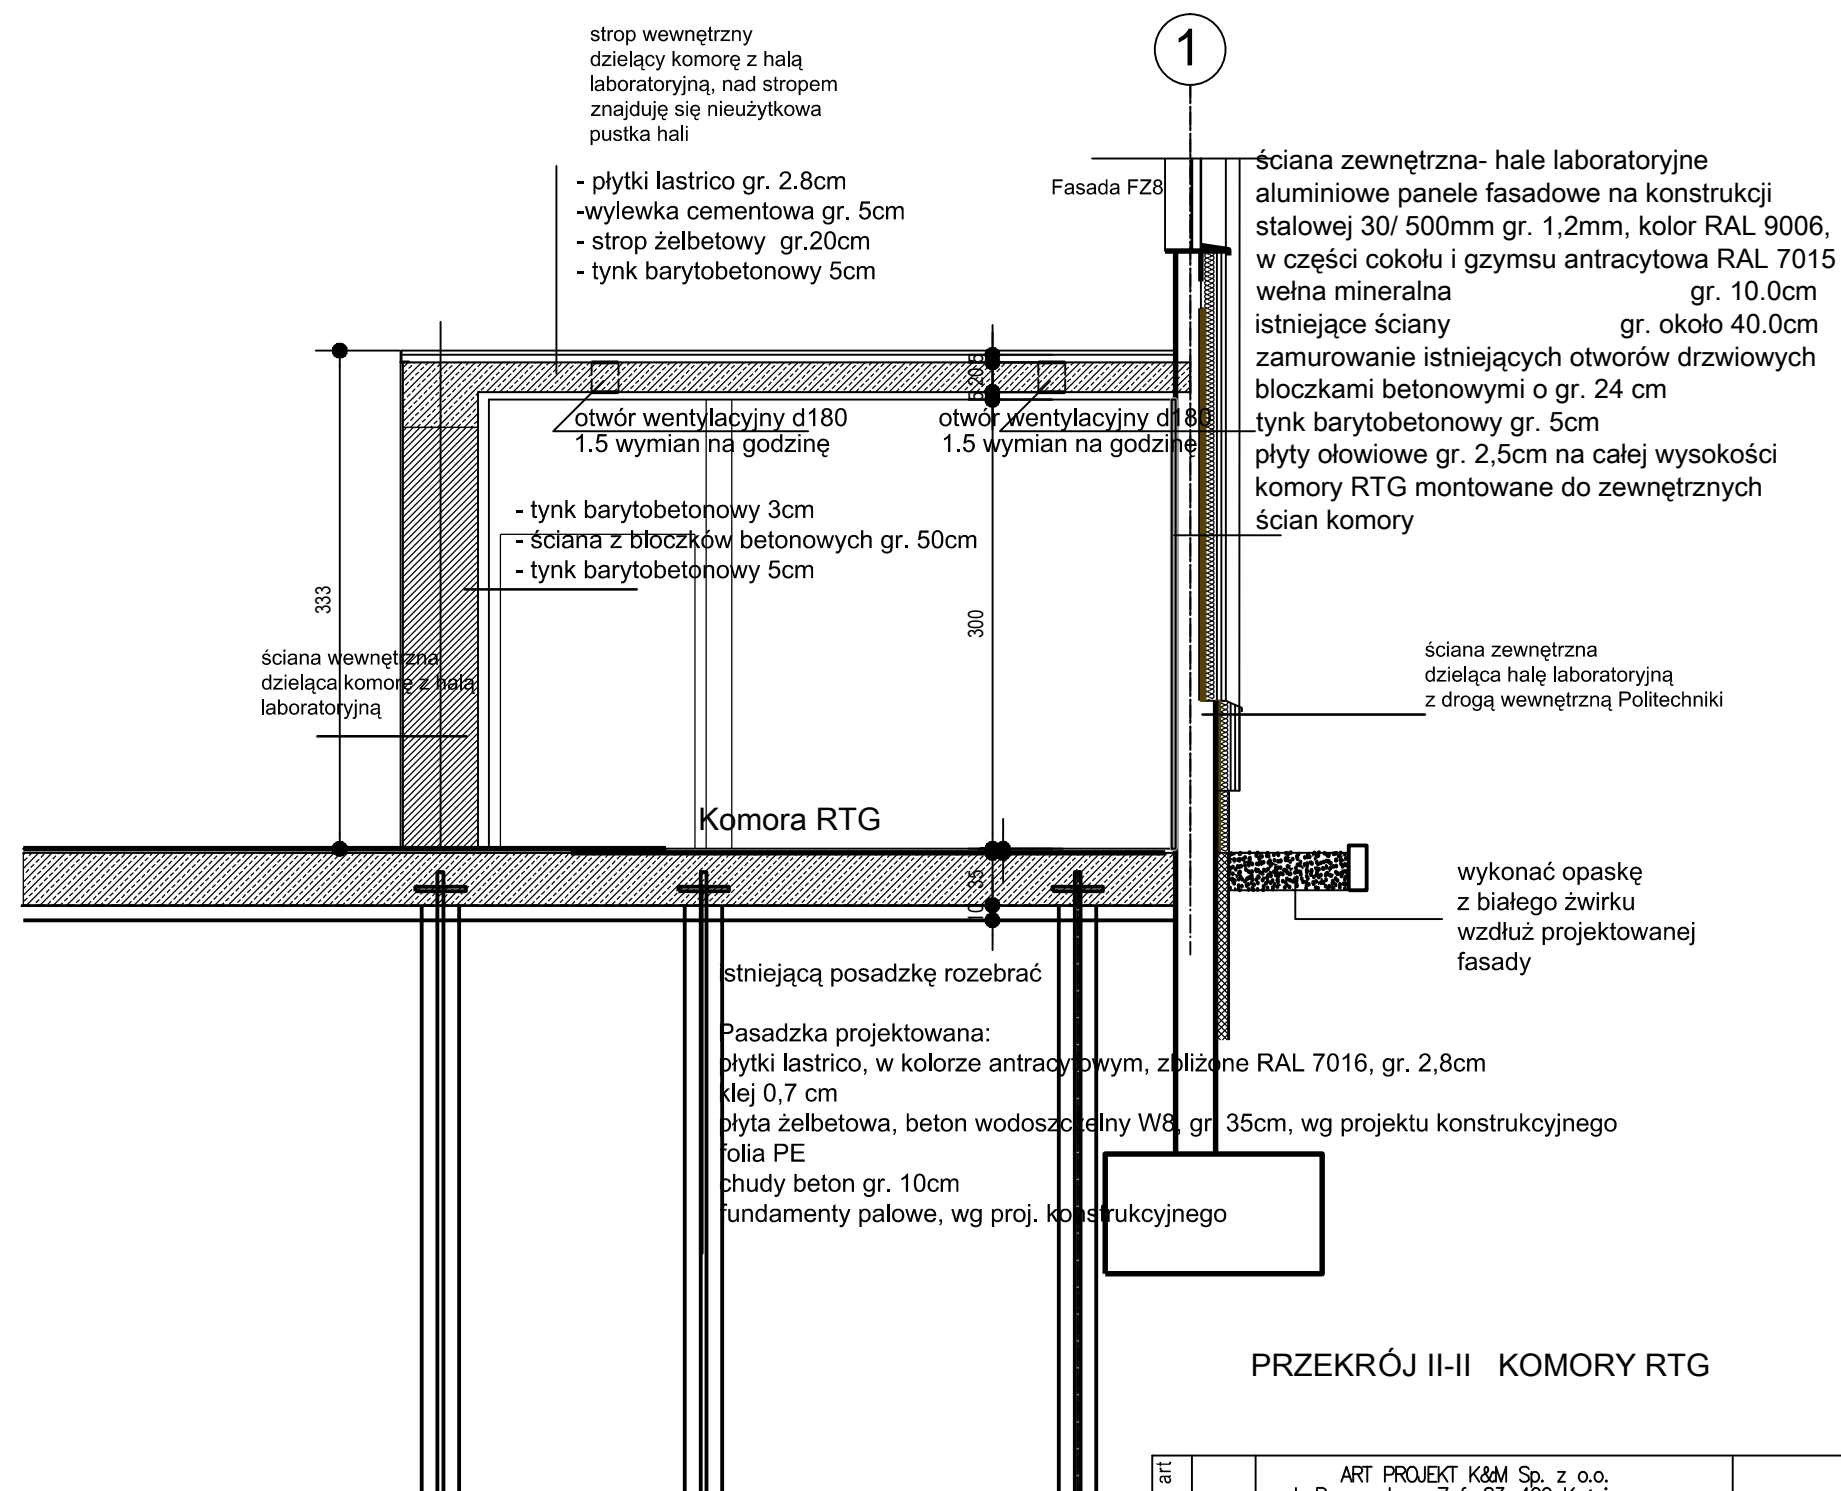 strop wewnętrzny
dzielący komorę z halą
laboratoryjną, nad stropem
znajduję się nieużytkowa
pustka hali
- płytki lastrico gr. 2.8cm
-wylewka cementowa gr. 5cm
- strop żelbetowy gr.20cm
- tynk barytobetonowy 5cm
1
Fasada FZ8
ściana zewnętrzna- hale laboratoryjne
aluminiowe panele fasadowe na konstrukcji
stalowej 30/ 500mm gr. 1,2mm, kolor RAL 9006,
w części cokołu i gzymsu antracytowa RAL 7015
wełna mineralna gr. 10.0cm
istniejące ściany gr. około 40.0cm
zamurowanie istniejących otworów drzwiowych
bloczkami betonowymi o gr. 24 cm
tynk barytobetonowy gr. 5cm
płyty ołowiowe gr. 2,5cm na całej wysokości
komory RTG montowane do zewnętrznych
ścian komory
5
20
5
otwór wentylacyjny d180
1.5 wymian na godzinę
otwór wentylacyjny d180
1.5 wymian na godzinę
- tynk barytobetonowy 3cm
- ściana z bloczków betonowych gr. 50cm
- tynk barytobetonowy 5cm
333
300
ściana wewnętrzna
dzieląca komorę z halą
laboratoryjną
ściana zewnętrzna
dzieląca halę laboratoryjną
z drogą wewnętrzną Politechniki
Komora RTG
35
10
wykonać opaskę
z białego żwirku
wzdłuż projektowanej
fasady
istniejącą posadzkę rozebrać
Pasadzka projektowana:
płytki lastrico, w kolorze antracytowym, zbliżone RAL 7016, gr. 2,8cm
klej 0,7 cm
płyta żelbetowa, beton wodoszczelny W8, gr. 35cm, wg projektu konstrukcyjnego
folia PE
chudy beton gr. 10cm
fundamenty palowe, wg proj. konstrukcyjnego
PRZEKRÓJ II-II KOMORY RTG
art
ART PROJEKT K&M Sp. z o.o.